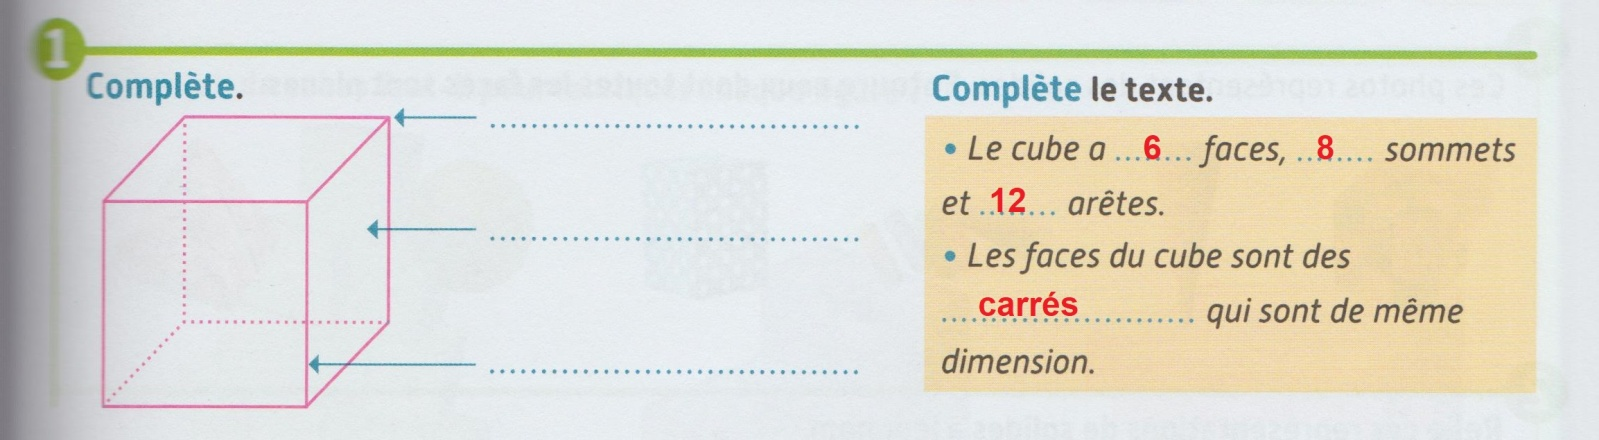 1
Complète.
Complète le texte.
• Le cube a ...6... faces, ...8.... sommets
et ...12... arêtes.
• Les faces du cube sont des
....carrés............ qui sont de même
dimension.